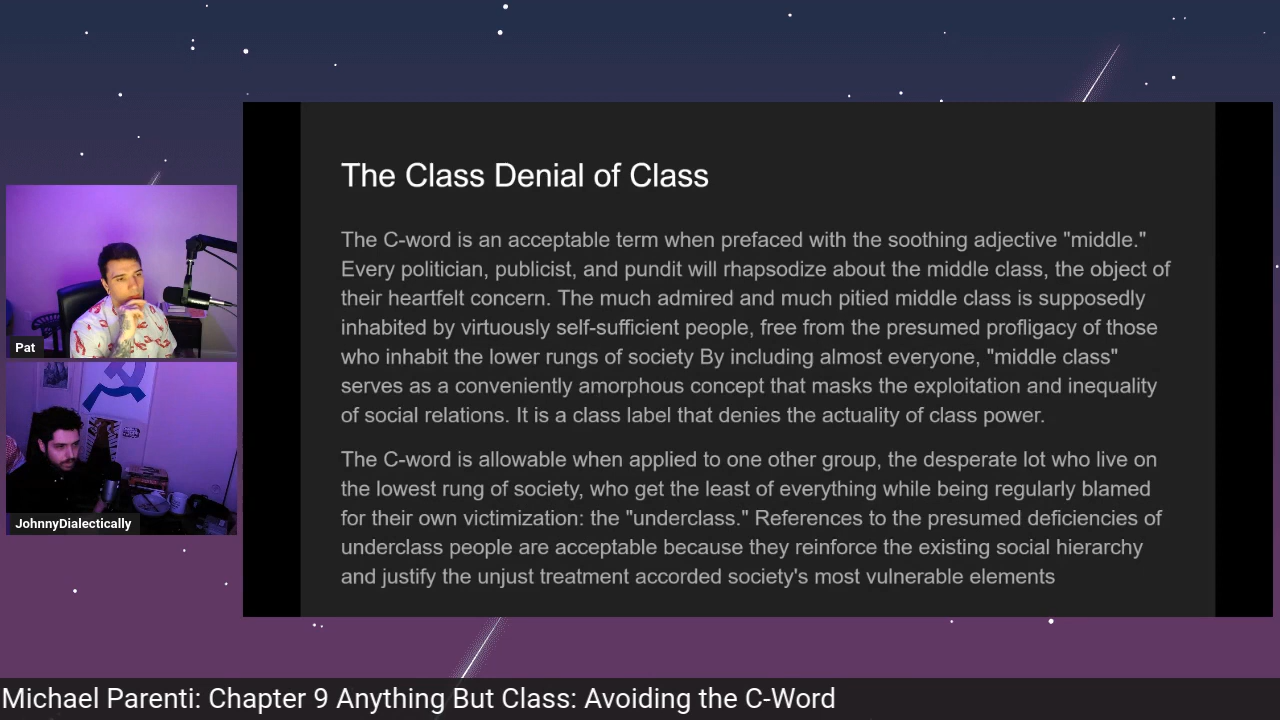 The Class Denial of Class
The C-word is an acceptable term when prefaced with the soothing adjective "middle."
Every politician, publicist, and pundit will rhapsodize about the middle class, the object of
their heartfelt concern. The much admired and much pitied middle class is supposedly
inhabited by virtuously self-sufficient people, free from the presumed profligacy of those
who inhabit the lower rungs of society By including almost everyone, "middle class"
serves as a conveniently amorphous concept that masks the exploitation and inequality
of social relations. It is a class label that denies the actuality of class power.
The C-word is allowable when applied to one other group, the desperate lot who live on
the lowest rung of society, who get the least of everything while being regularly blamed
for their own victimization: the "underclass." References to the presumed deficiencies of
underclass people are acceptable because they reinforce the existing social hierarchy
and justify the unjust treatment accorded society's most vulnerable elements
Pat
JohnnyDialectically
Michael Parenti: Chapter 9 Anything But Class: Avoiding the C-Word